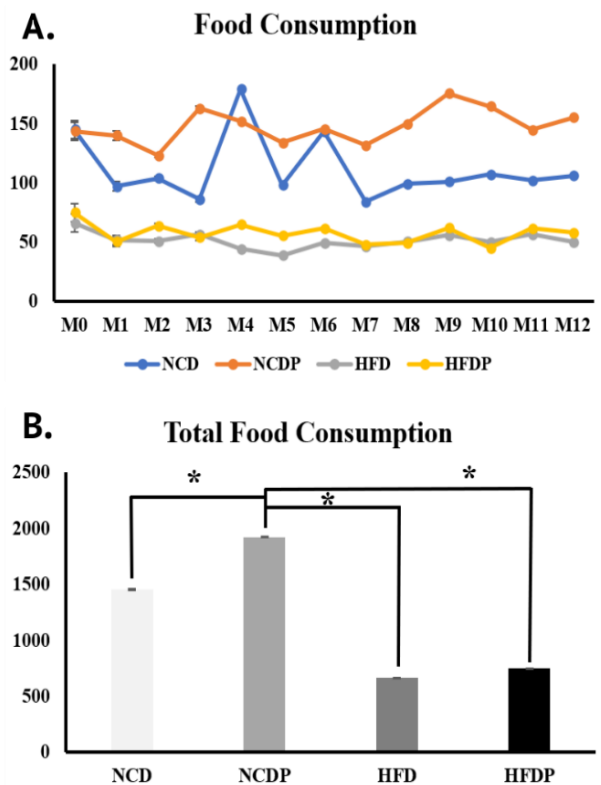 A.
Food Consumption
200
150
100
50
0
M0 M1 M2 M3 M4 M5 M6 M7 M8 M9 M10 M11 M12
NCD NCDP HFD HFDP
B.
Total Food Consumption
2500
2000
1500
1000
500
0
* * *
NCD NCDP HFD HFDP